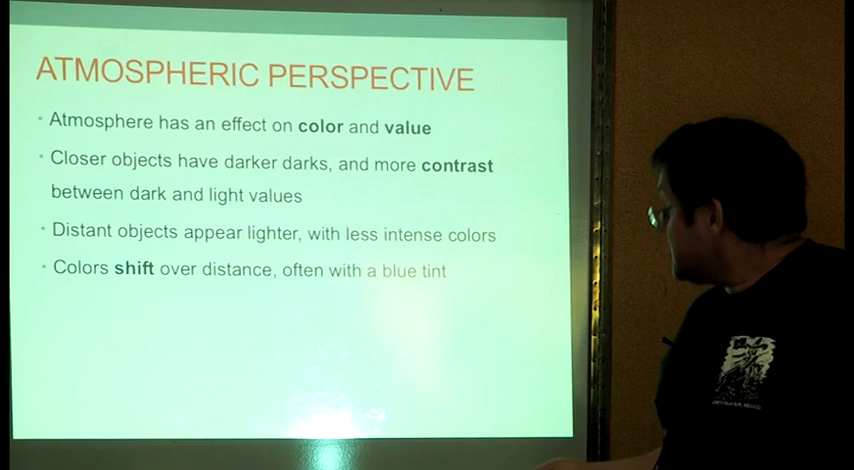 ATMOSPHERIC PERSPECTIVE
• Atmosphere has an effect on color and value
• Closer objects have darker darks, and more contrast
between dark and light values
• Distant objects appear lighter, with less intense colors
• Colors shift over distance, often with a blue tint